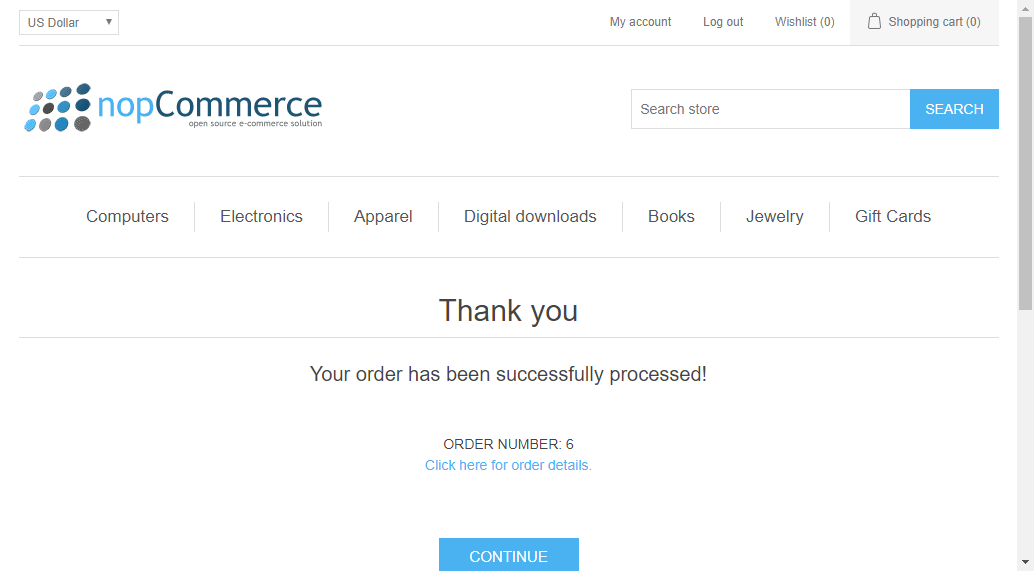 US Dollar My account Log out Wishlist (0) Shopping cart (0)
nopCommerce
open source e-commerce solution
Search store SEARCH
Computers Electronics Apparel Digital downloads Books Jewelry Gift Cards
Thank you
Your order has been successfully processed!
ORDER NUMBER: 6
Click here for order details.
CONTINUE